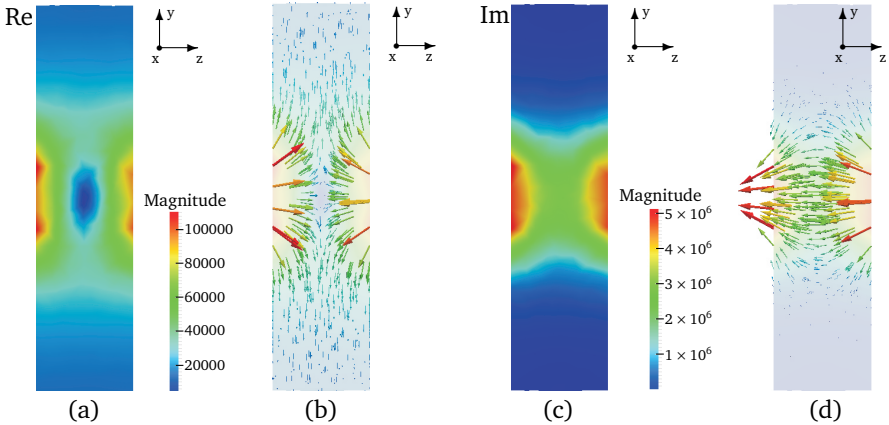 Re
y
z
x
Magnitude
100000
80000
60000
40000
20000
(a)
y
z
x
(b)
Im
y
z
x
Magnitude
5 × 10⁶
4 × 10⁶
3 × 10⁶
2 × 10⁶
1 × 10⁶
(c)
y
z
x
(d)